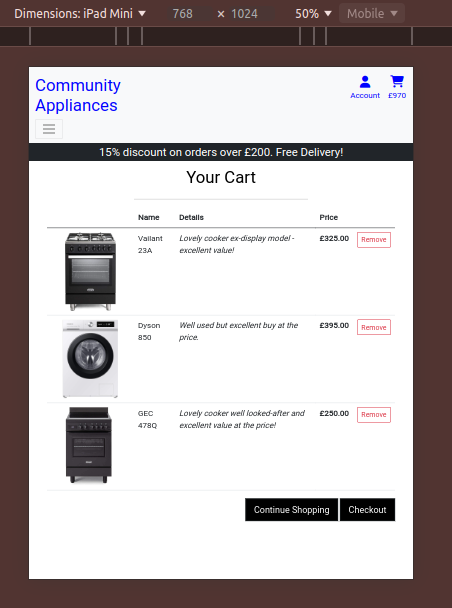 Dimensions: iPad Mini 768 × 1024 50% Mobile
Community
Appliances
Account £970
15% discount on orders over £200. Free Delivery!
Your Cart
Name Details Price
Vailant Lovely cooker ex-display model - £325.00 Remove
23A excellent value!
Dyson Well used but excellent buy at the £395.00 Remove
850 price.
GEC Lovely cooker well looked-after and £250.00 Remove
478Q excellent value at the price!
Continue Shopping Checkout